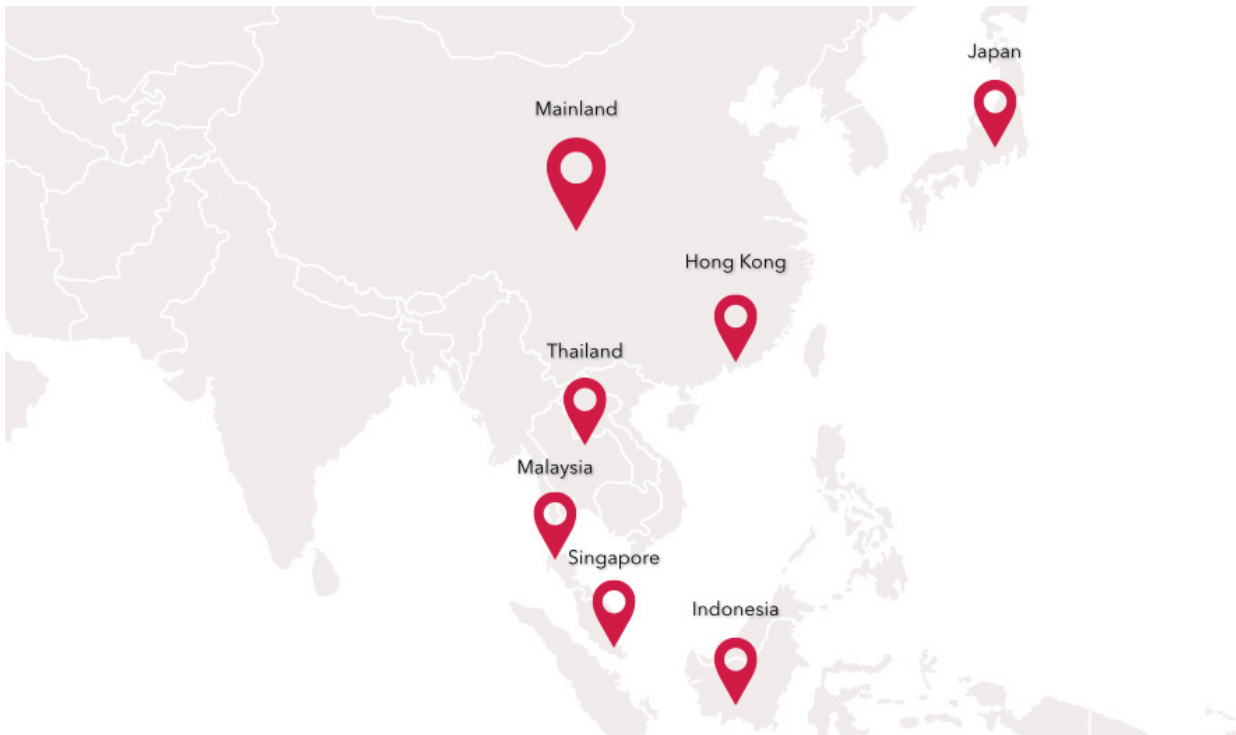 Japan
Mainland
Hong Kong
Thailand
Malaysia
Singapore
Indonesia